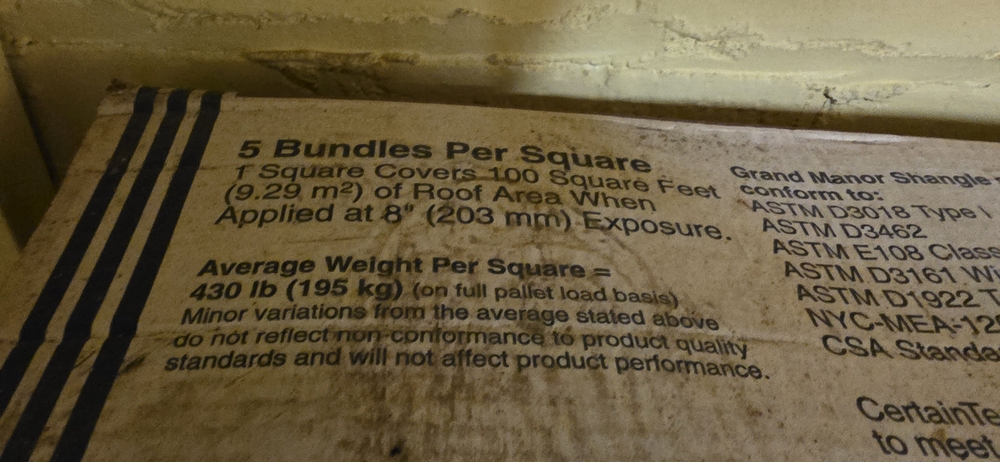 5 Bundles Per Square
1 Square Covers 100 Square Feet
(9.29 m²) of Roof Area When
Applied at 8" (203 mm) Exposure.
Average Weight Per Square =
430 lb (195 kg) (on full pallet load basis)
Minor variations from the average stated above
do not reflect non-conformance to product quality
standards and will not affect product performance.
Grand Manor Shangle
conform to:
ASTM D3018 Type I
ASTM D3462
ASTM E108 Class
ASTM D3161
ASTM D1922
NYC-MEA-12
CSA
to meet